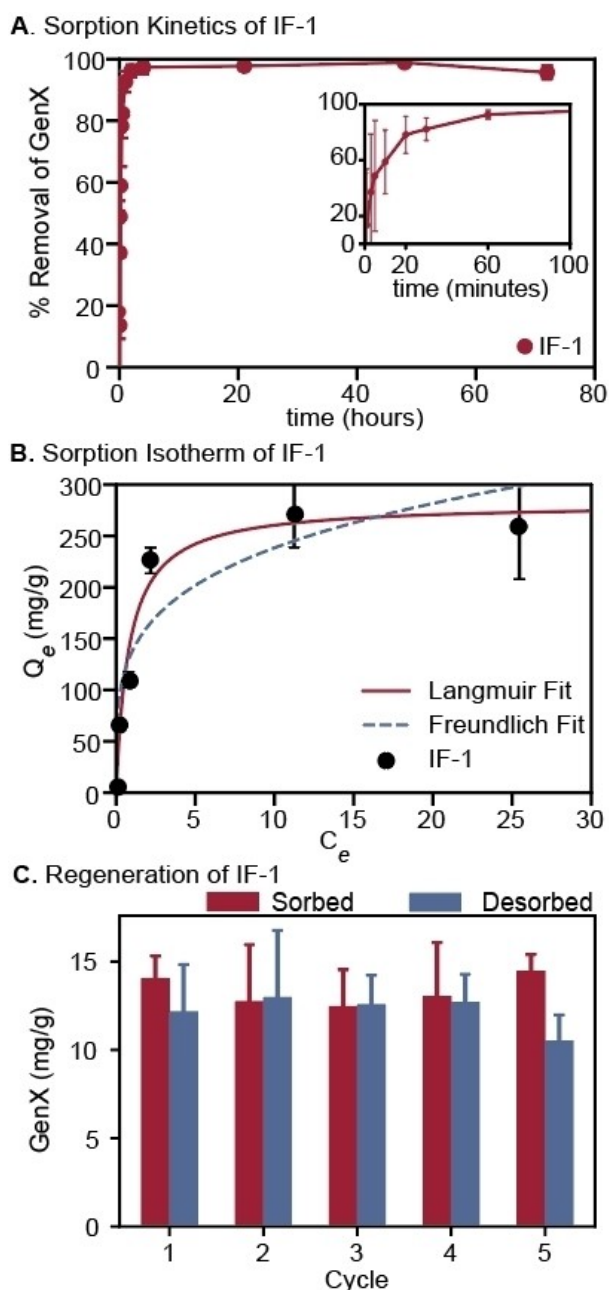 A. Sorption Kinetics of IF-1
% Removal of GenX
100
80
60
40
20
0
0 20 40 60 80
time (hours)
100
60
20
0
0 20 60 100
time (minutes)
IF-1
B. Sorption Isotherm of IF-1
Qe (mg/g)
300
250
200
150
100
50
0
0 5 10 15 20 25 30
Ce
Langmuir Fit
Freundlich Fit
IF-1
C. Regeneration of IF-1
Sorbed Desorbed
GenX (mg/g)
15
10
5
0
1 2 3 4 5
Cycle